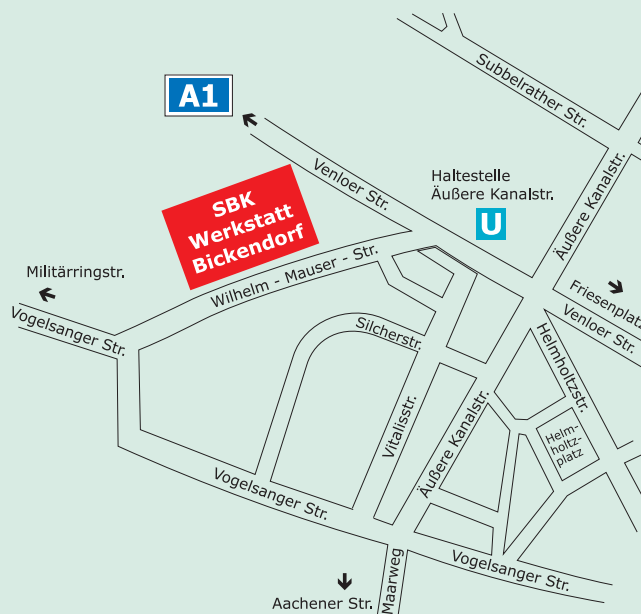 Subbelrather Str.
A1
Venloer Str.
Haltestelle
Äußere Kanalstr.
U
Äußere Kanalstr.
SBK
Werkstatt
Bickendorf
Militärringstr.
Wilhelm - Mauser - Str.
Friesenplatz
Vogelsanger Str.
Silcherstr.
Venloer Str.
Helmholtzstr.
Vitalisstr.
Äußere Kanalstr.
Helm-
holtz-
platz
Vogelsanger Str.
Vogelsanger Str.
Maarweg
Aachener Str.